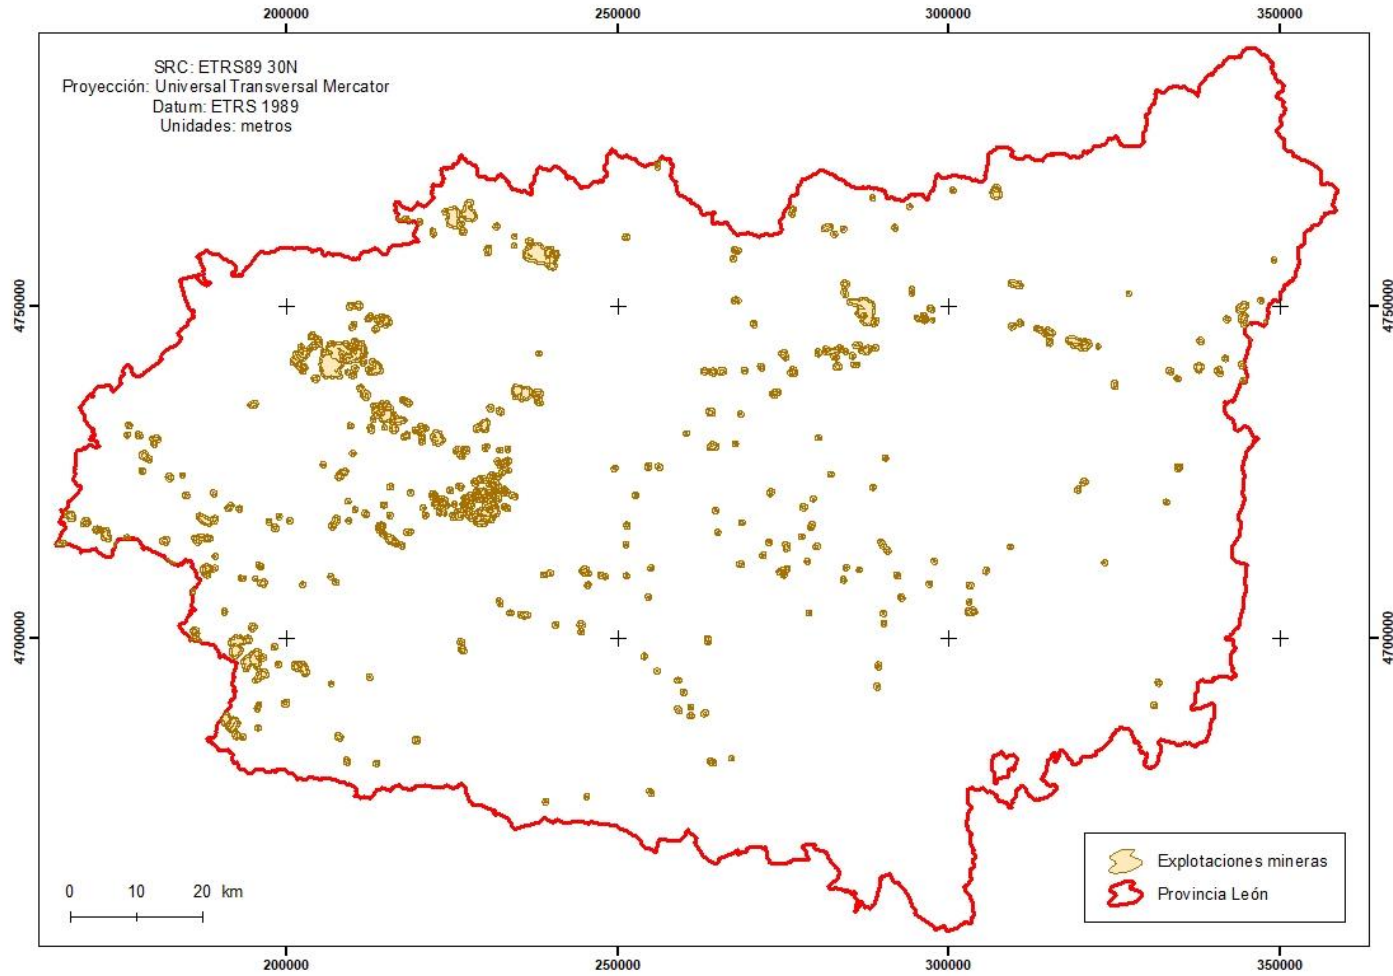 200000 250000 300000 350000
SRC: ETRS89 30N
Proyección: Universal Transversal Mercator
Datum: ETRS 1989
Unidades: metros
4750000 4750000
4700000 4700000
0 10 20 km
Explotaciones mineras
Provincia León
200000 250000 300000 350000